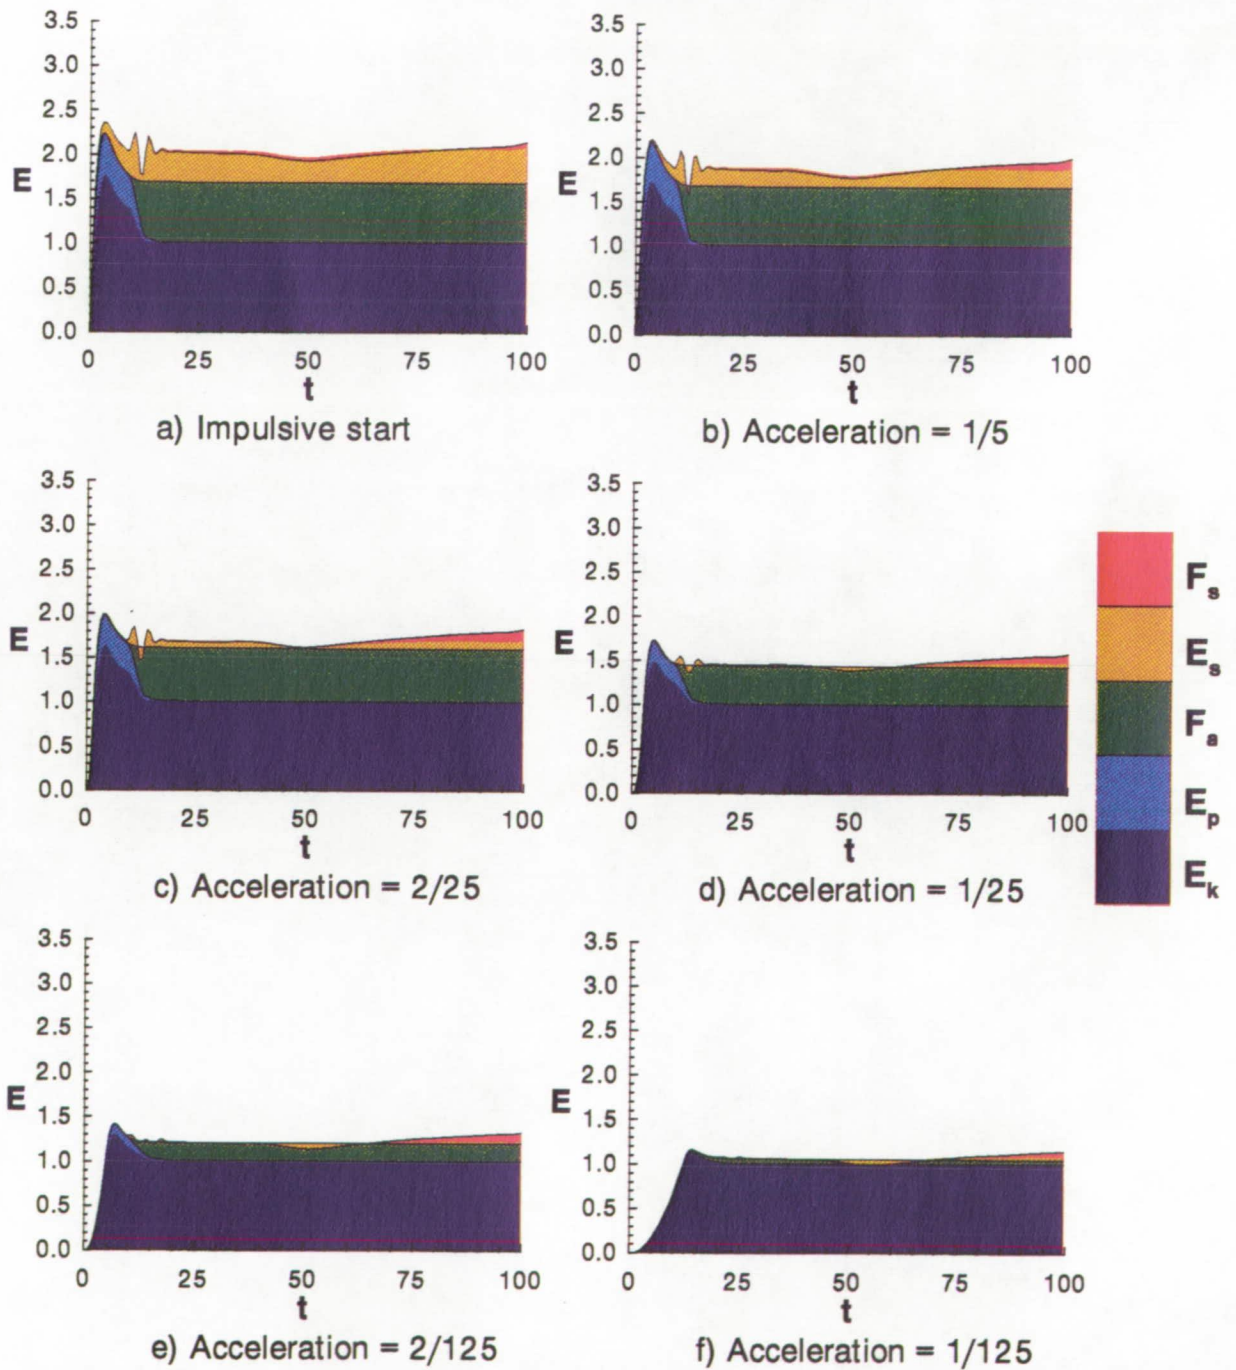 3.5
3.0
2.5
2.0
E
1.5
1.0
0.5
0.0
0 25 50 75 100
t
a) Impulsive start
3.5
3.0
2.5
2.0
E
1.5
1.0
0.5
0.0
0 25 50 75 100
t
b) Acceleration = 1/5
3.5
3.0
2.5
2.0
E
1.5
1.0
0.5
0.0
0 25 50 75 100
t
c) Acceleration = 2/25
3.5
3.0
2.5
2.0
E
1.5
1.0
0.5
0.0
0 25 50 75 100
t
d) Acceleration = 1/25
Fs
Es
Fa
Ep
Ek
3.5
3.0
2.5
2.0
E
1.5
1.0
0.5
0.0
0 25 50 75 100
t
e) Acceleration = 2/125
3.5
3.0
2.5
2.0
E
1.5
1.0
0.5
0.0
0 25 50 75 100
t
f) Acceleration = 1/125